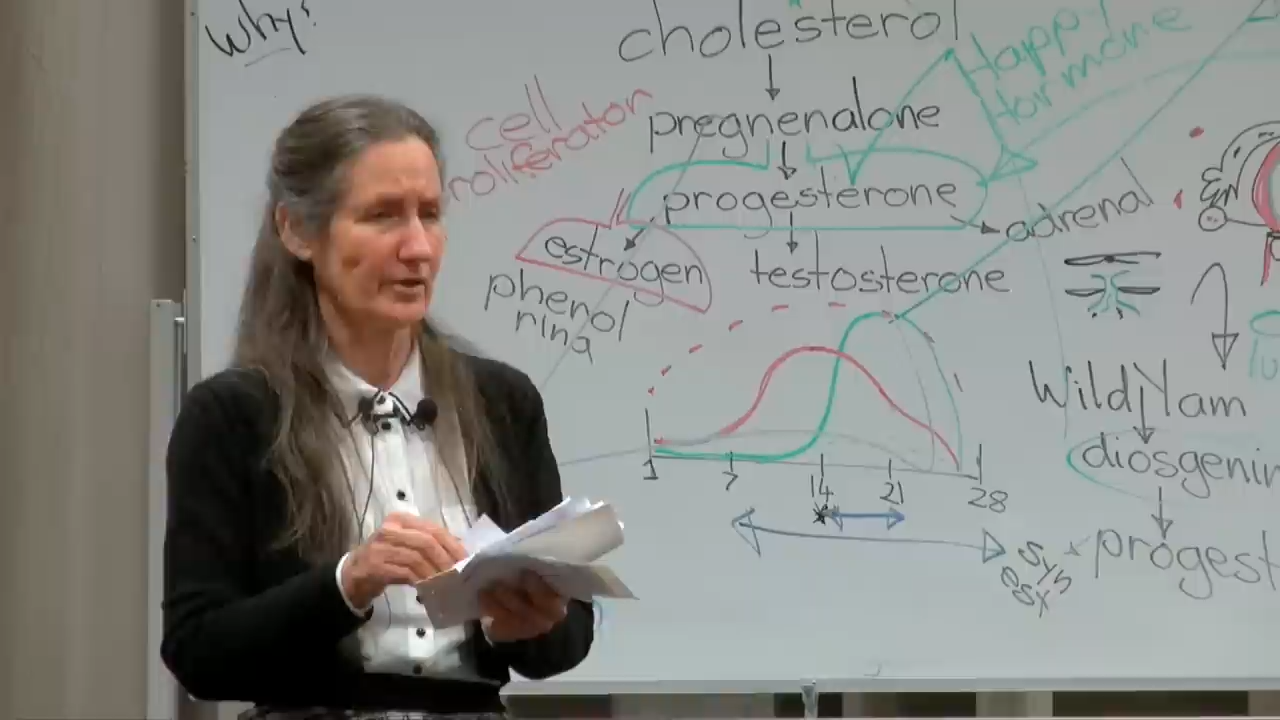 Why?
cholesterol
Happy
Hormone
cell
proliferator
pregnenalone
progesterone
adrenal
estrogen
testosterone
phenol
ring
Wild Yam
diosgenin
1 7 14 21 28
progest
sys